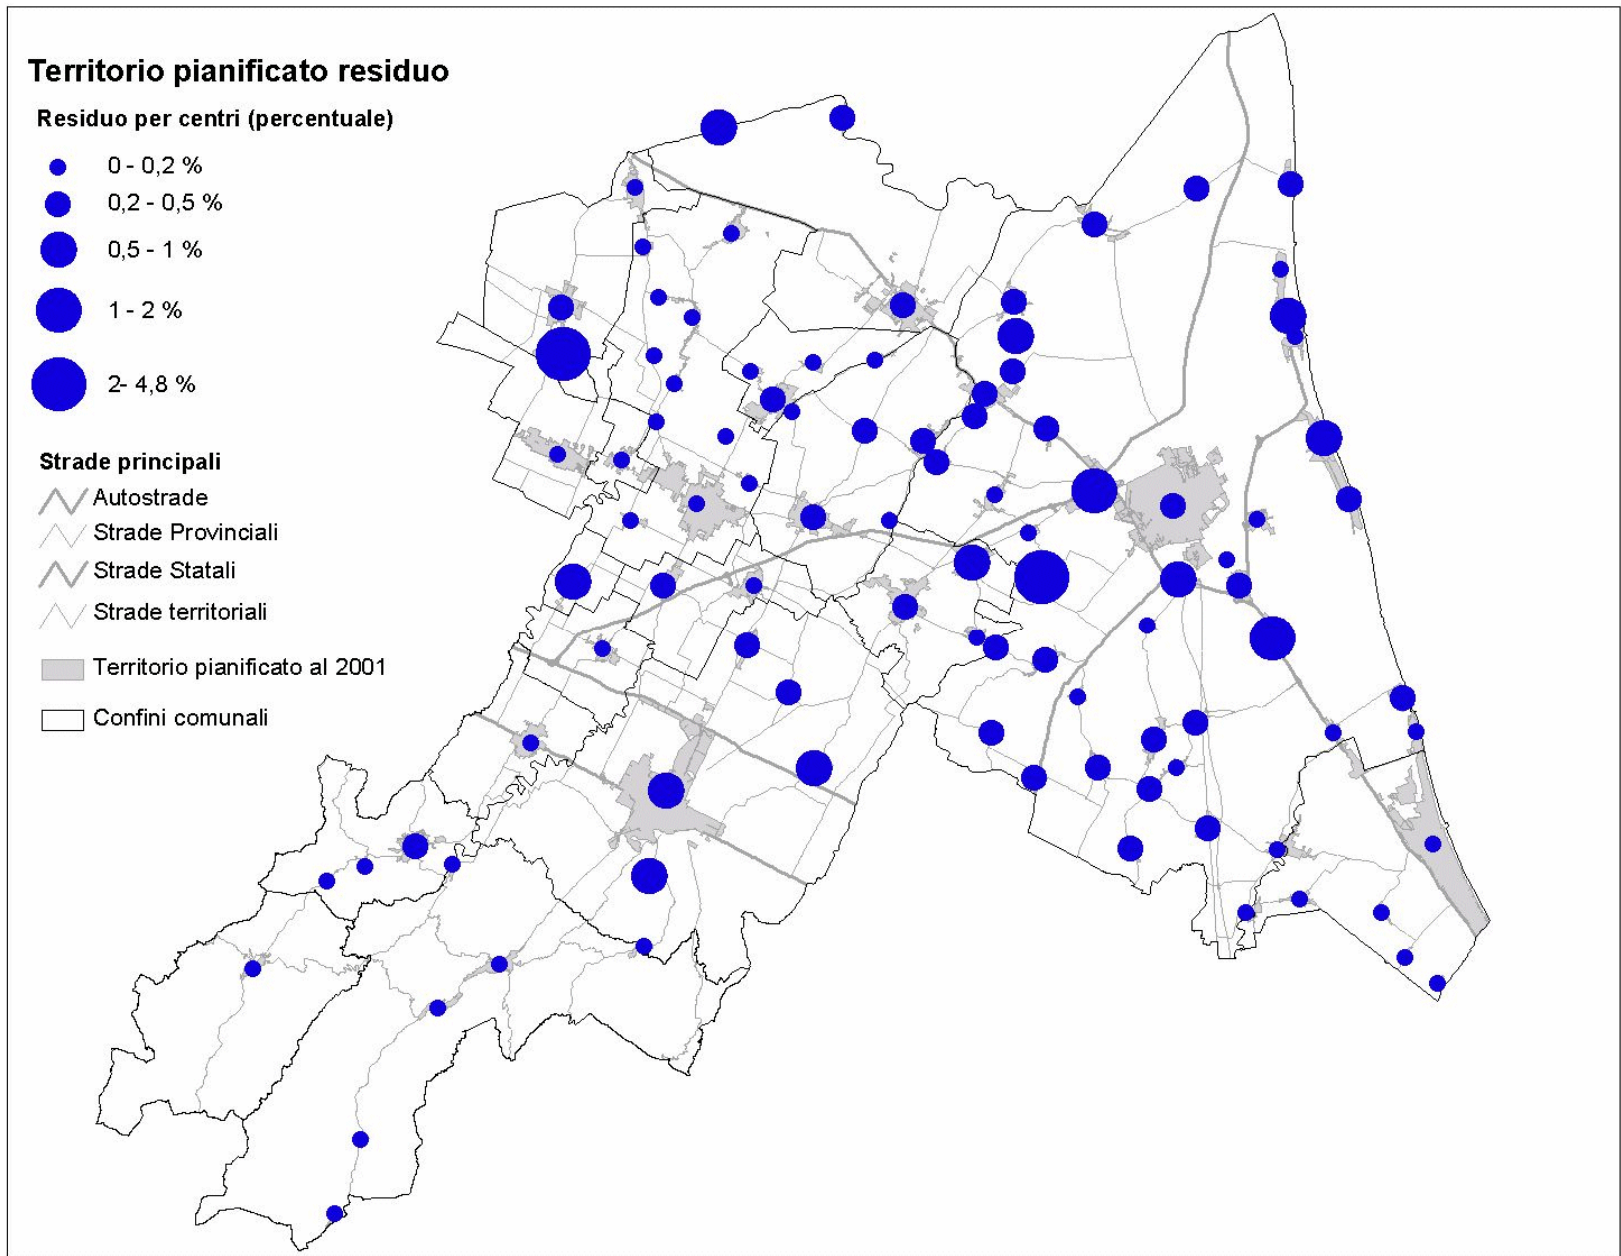 Territorio pianificato residuo
Residuo per centri (percentuale)
0 - 0,2 %
0,2 - 0,5 %
0,5 - 1 %
1 - 2 %
2- 4,8 %
Strade principali
Autostrade
Strade Provinciali
Strade Statali
Strade territoriali
Territorio pianificato al 2001
Confini comunali